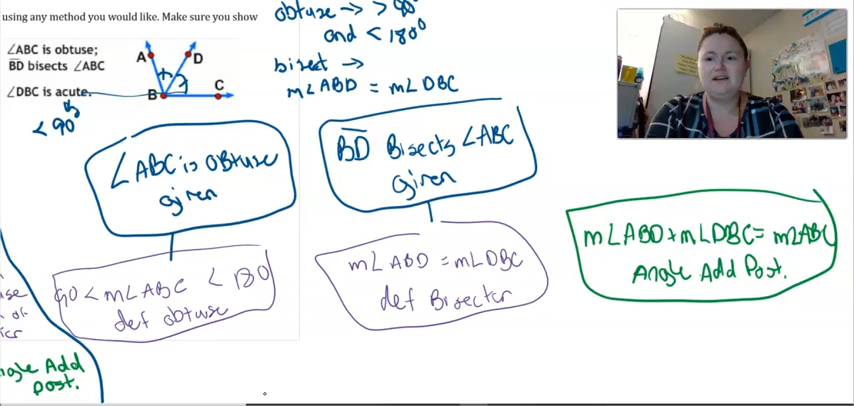 using any method you would like. Make sure you show
obtuse → > 90°
and < 180°
∠ABC is obtuse;
BD bisects ∠ABC
∠DBC is acute.
< 90°
A
D
B
C
bisect →
m∠ABD = m∠DBC
∠ABC is obtuse
given
BD Bisects ∠ABC
given
m∠ABD + m∠DBC = m∠ABC
Angle Add Post.
90 < m∠ABC < 180
def obtuse
m∠ABD = m∠DBC
def Bisector
Add
Post.